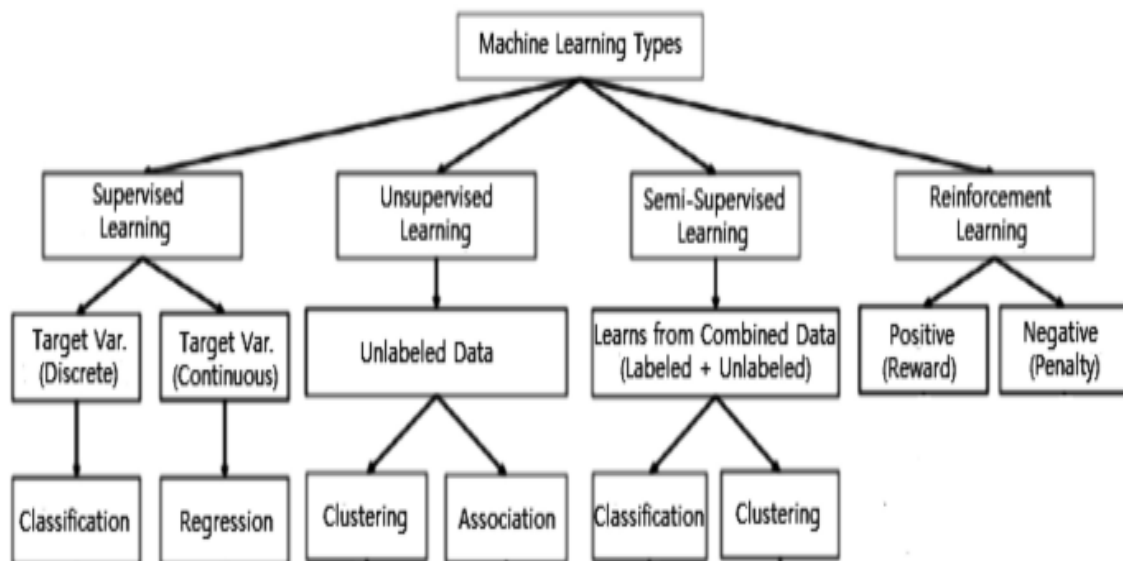 Machine Learning Types
Supervised
Learning
Unsupervised
Learning
Semi-Supervised
Learning
Reinforcement
Learning
Target Var.
(Discrete)
Target Var.
(Continuous)
Unlabeled Data
Learns from Combined Data
(Labeled + Unlabeled)
Positive
(Reward)
Negative
(Penalty)
Classification
Regression
Clustering
Association
Classification
Clustering